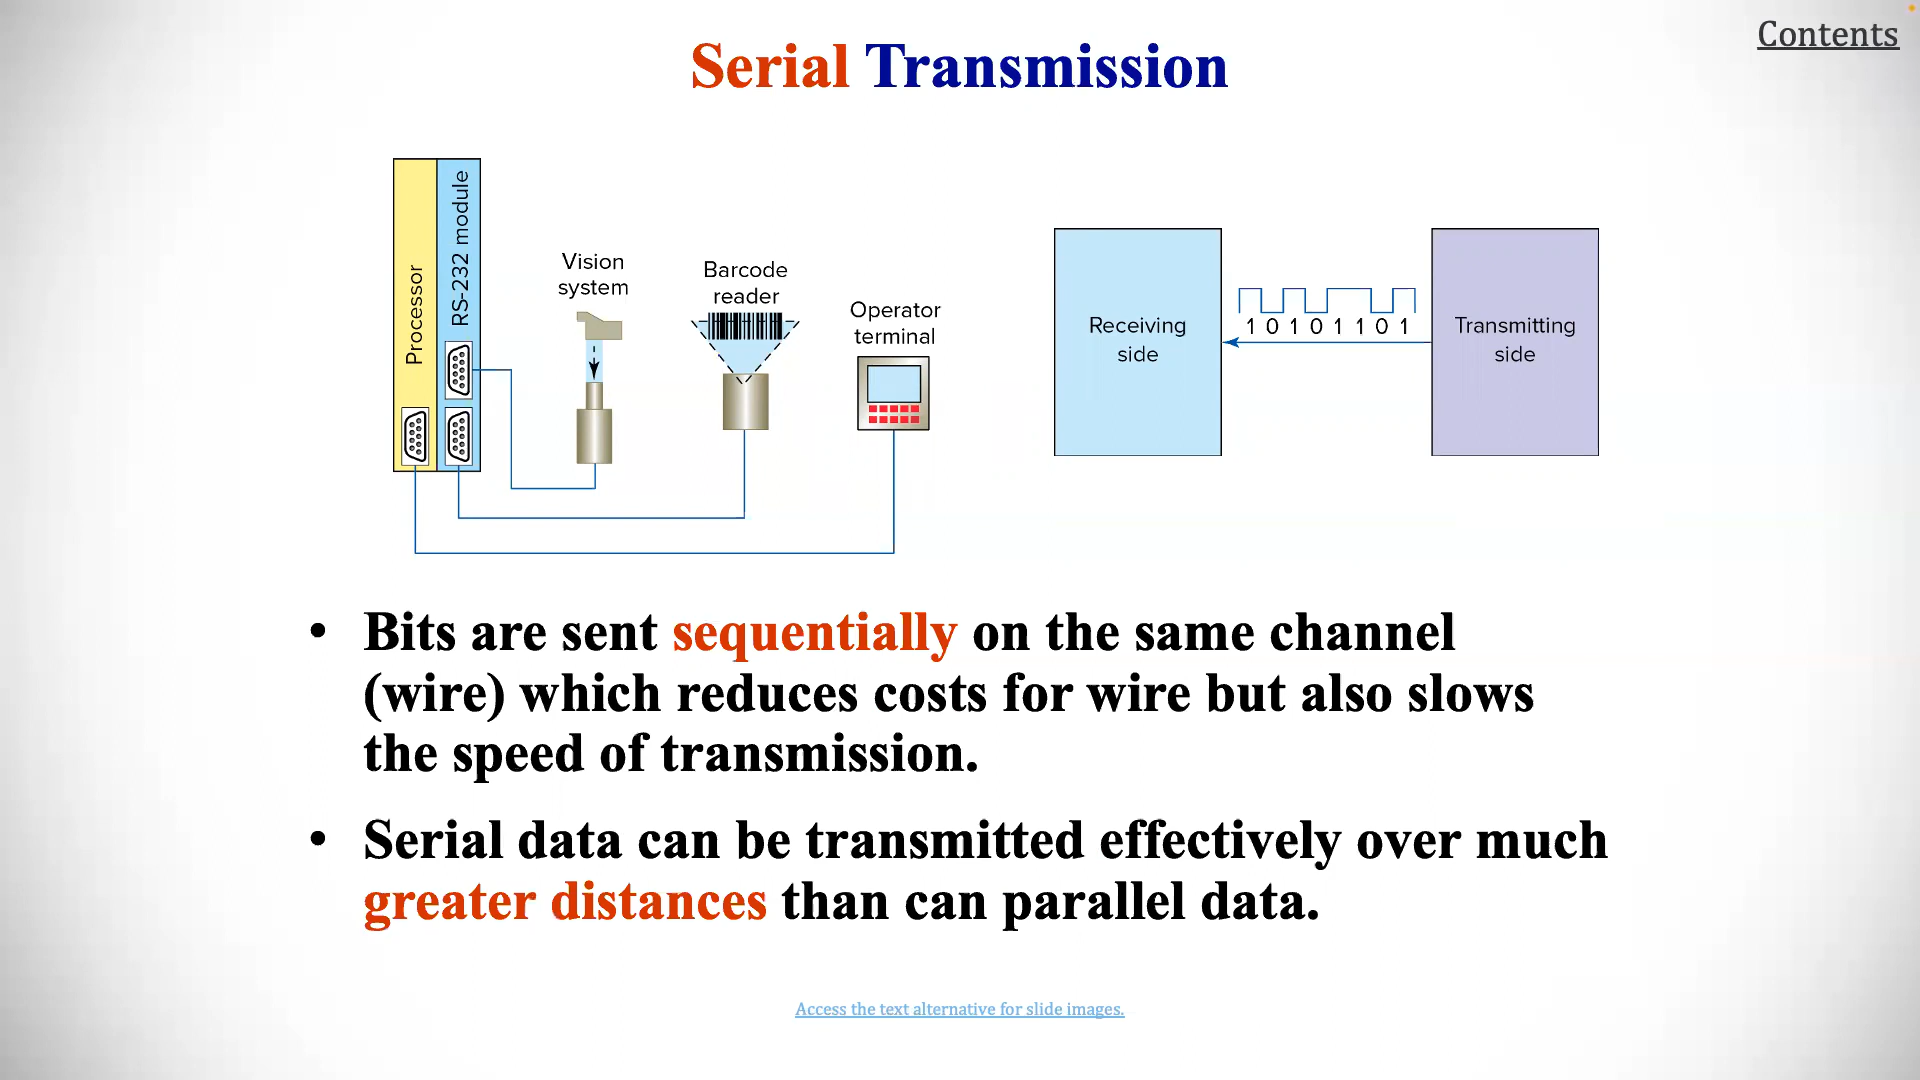 Contents
Serial Transmission
Processor
RS-232 module
Vision
system
Barcode
reader
Operator
terminal
Receiving
side
1 0 1 0 1 1 0 1
Transmitting
side
• Bits are sent sequentially on the same channel
(wire) which reduces costs for wire but also slows
the speed of transmission.
• Serial data can be transmitted effectively over much
greater distances than can parallel data.
Access the text alternative for slide images.